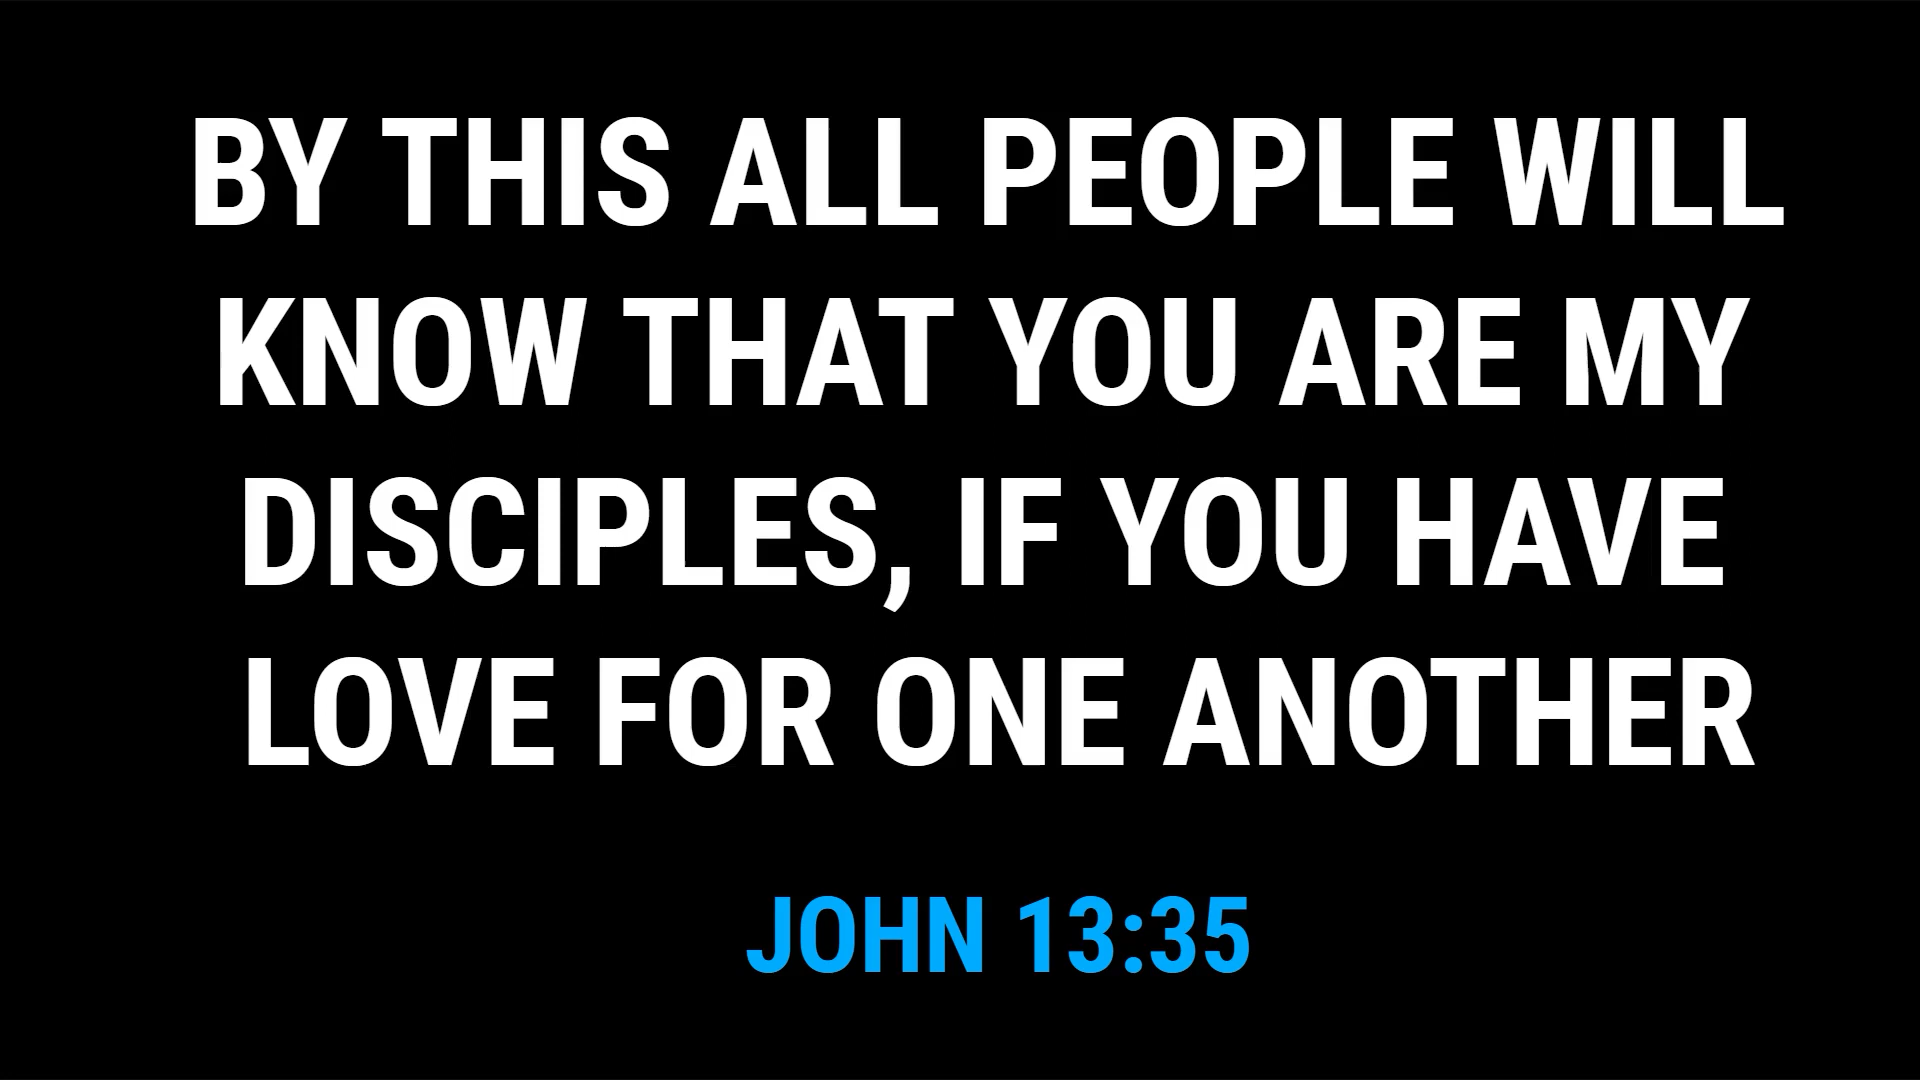 BY THIS ALL PEOPLE WILL
KNOW THAT YOU ARE MY
DISCIPLES, IF YOU HAVE
LOVE FOR ONE ANOTHER
JOHN 13:35